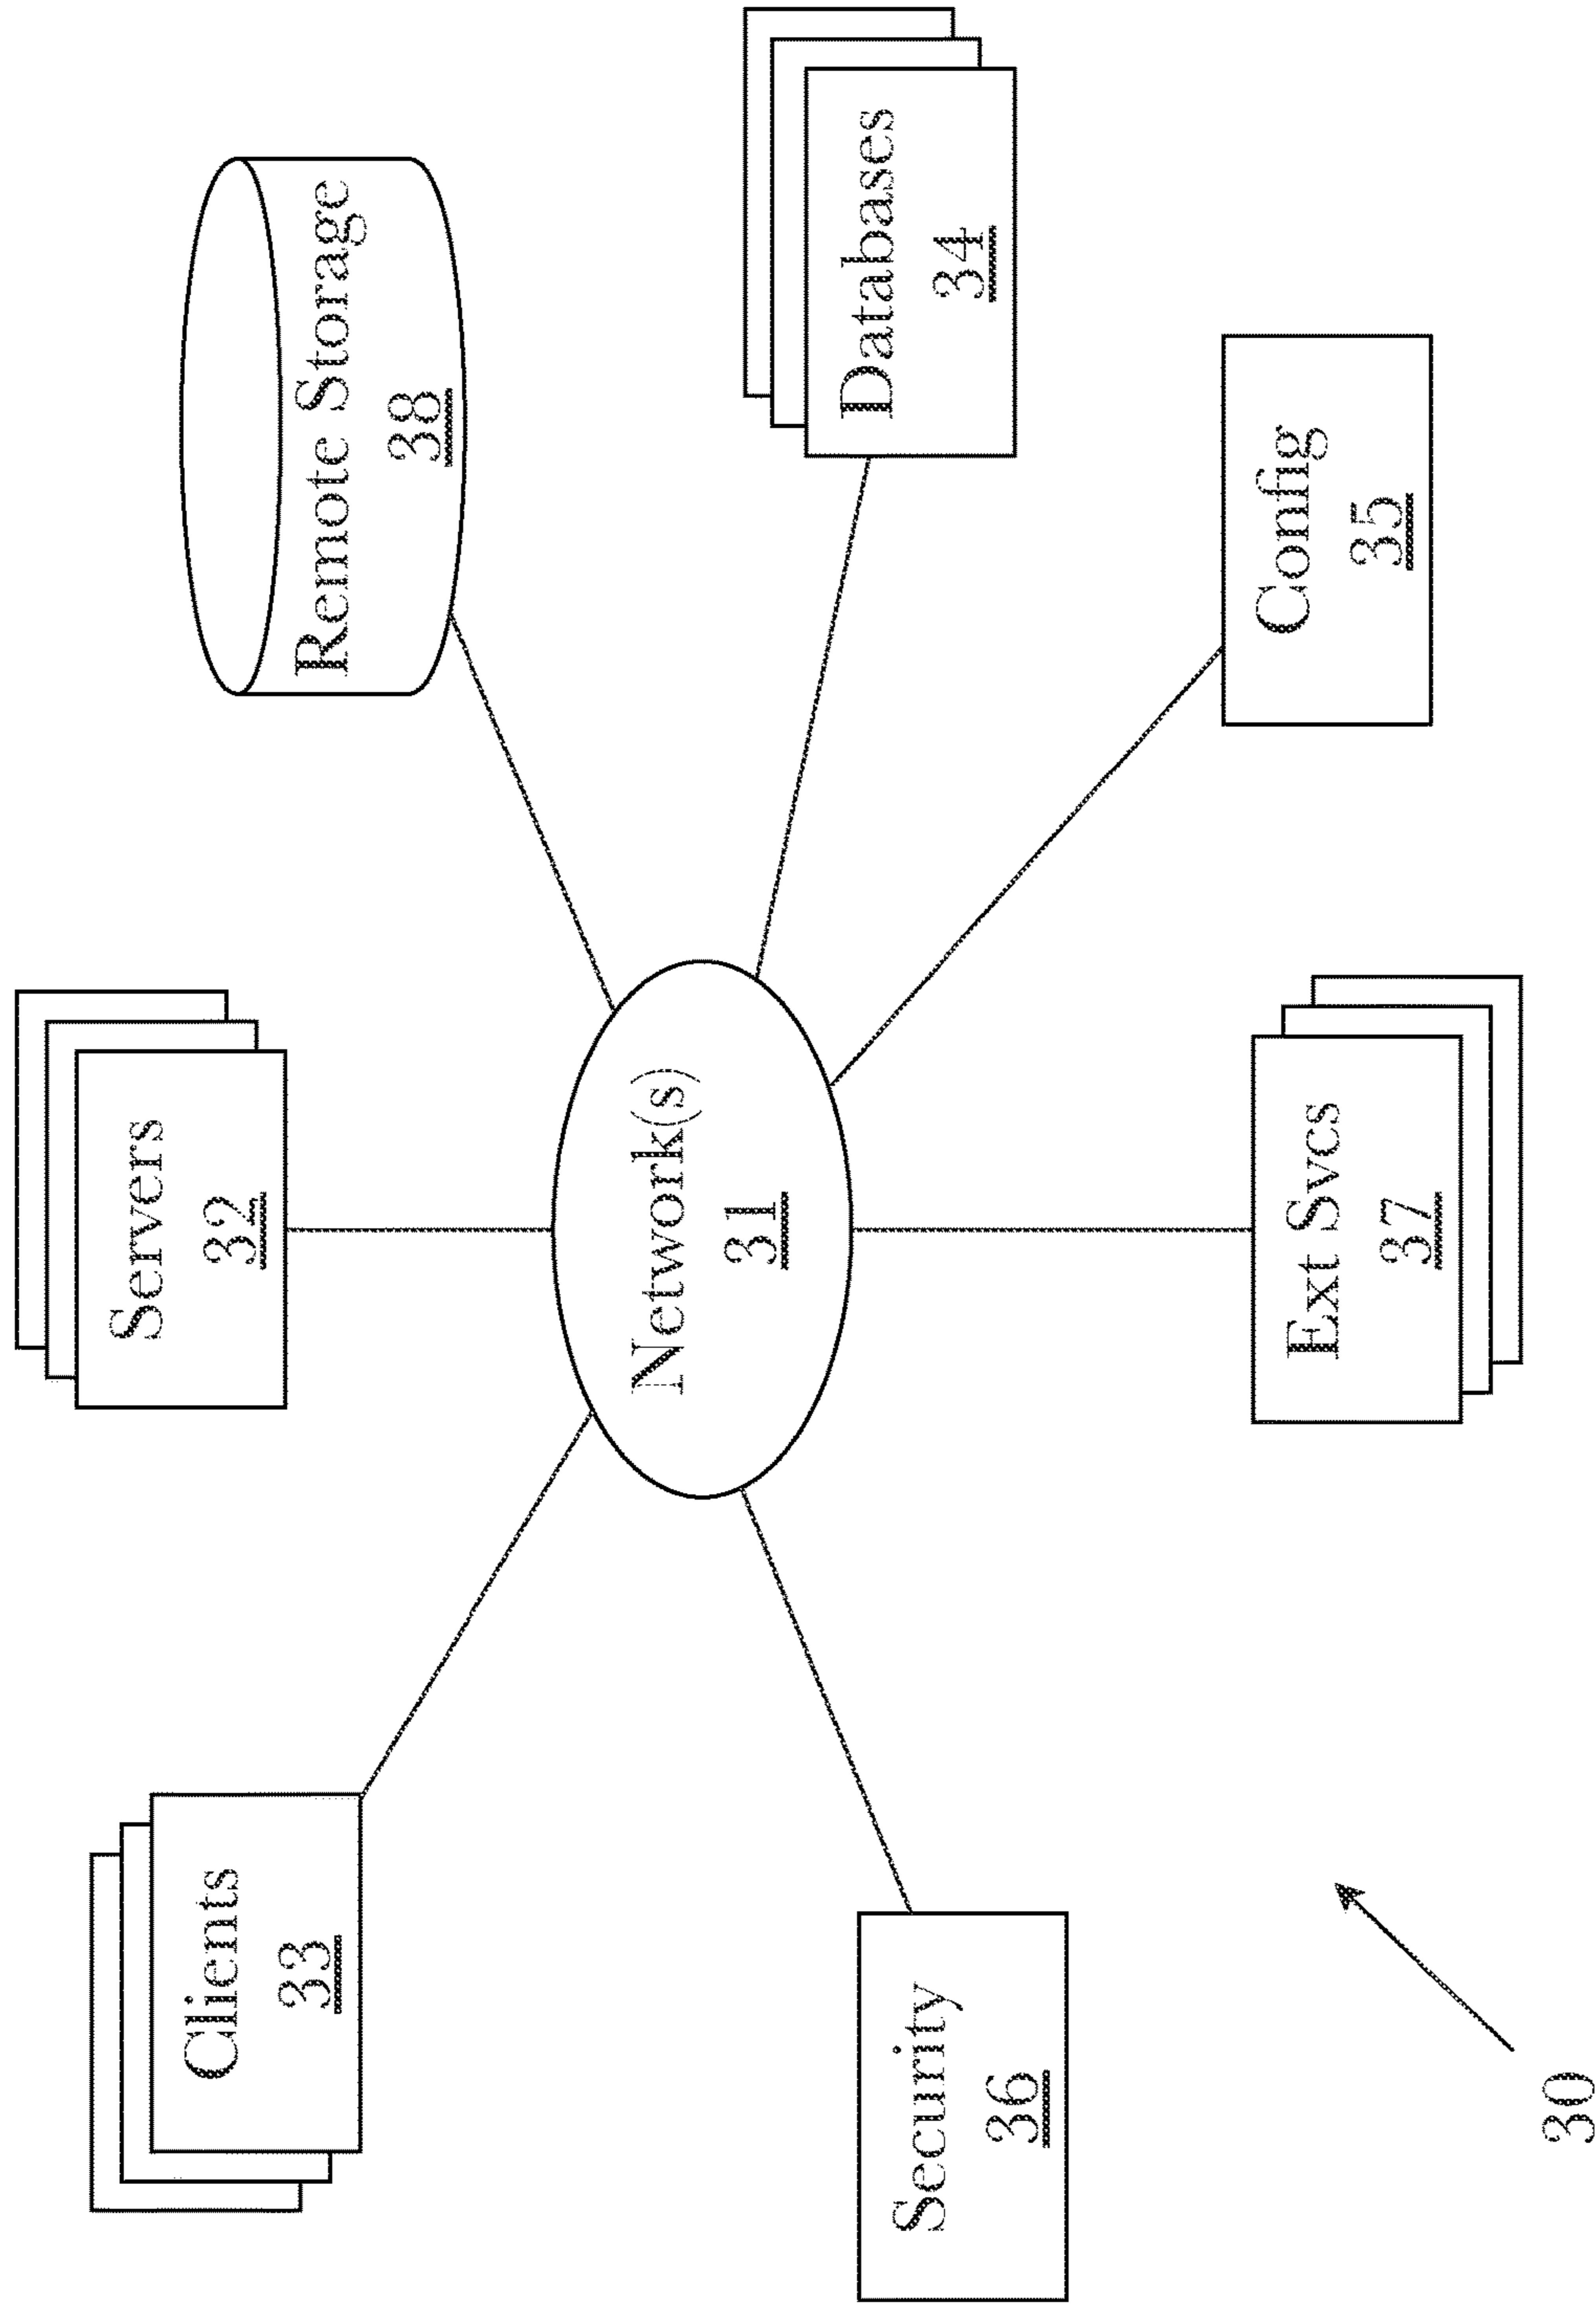 Servers
32
Remote Storage
38
Clients
33
Network(s)
31
Databases
34
Security
36
Ext Svcs
37
Config
35
30